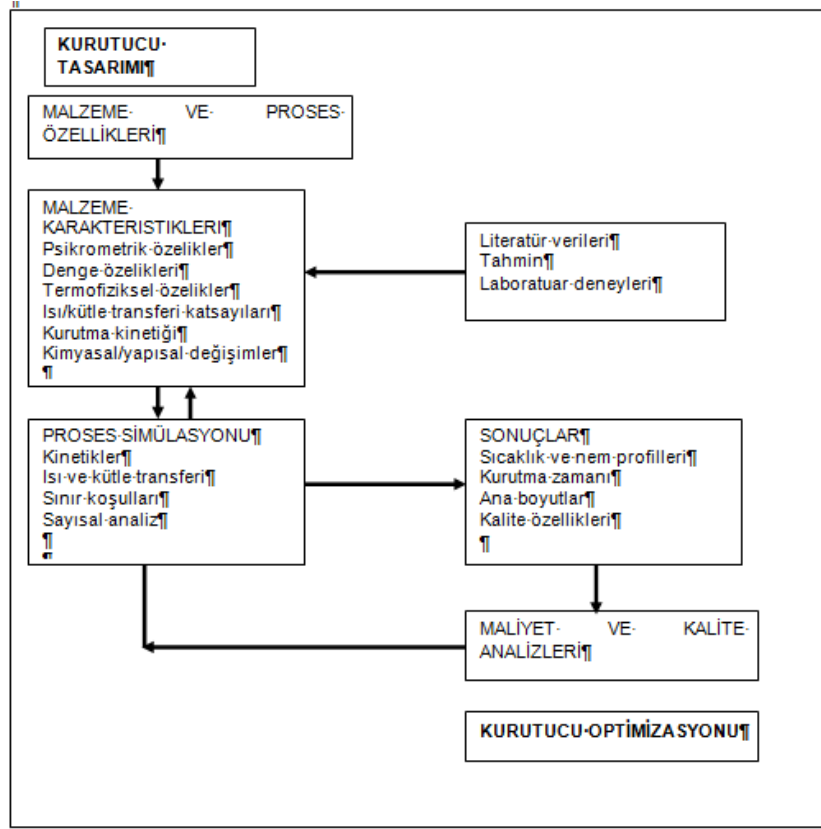 KURUTUCU·
TASARIMI¶
MALZEME· VE· PROSES·
ÖZELLİKLERİ¶
MALZEME·
KARAKTERISTIKLERI¶
Psikrometrik·özelikler¶
Denge·özelikleri¶
Termofiziksel·özelikler¶
Isı/kütle·transferi·katsayıları¶
Kurutma·kinetiği¶
Kimyasal/yapısal·değişimler¶
¶
Literatür·verileri¶
Tahmin¶
Laboratuar·deneyleri¶
PROSES·SİMÜLASYONU¶
Kinetikler¶
Isı·ve·kütle·transferi¶
Sınır·koşulları¶
Sayısal·analiz¶
¶
¶
SONUÇLAR¶
Sıcaklık·ve·nem·profilleri¶
Kurutma·zamanı¶
Ana·boyutlar¶
Kalite·özellikleri¶
¶
MALİYET· VE· KALİTE·
ANALİZLERİ¶
KURUTUCU·OPTİMİZASYONU¶